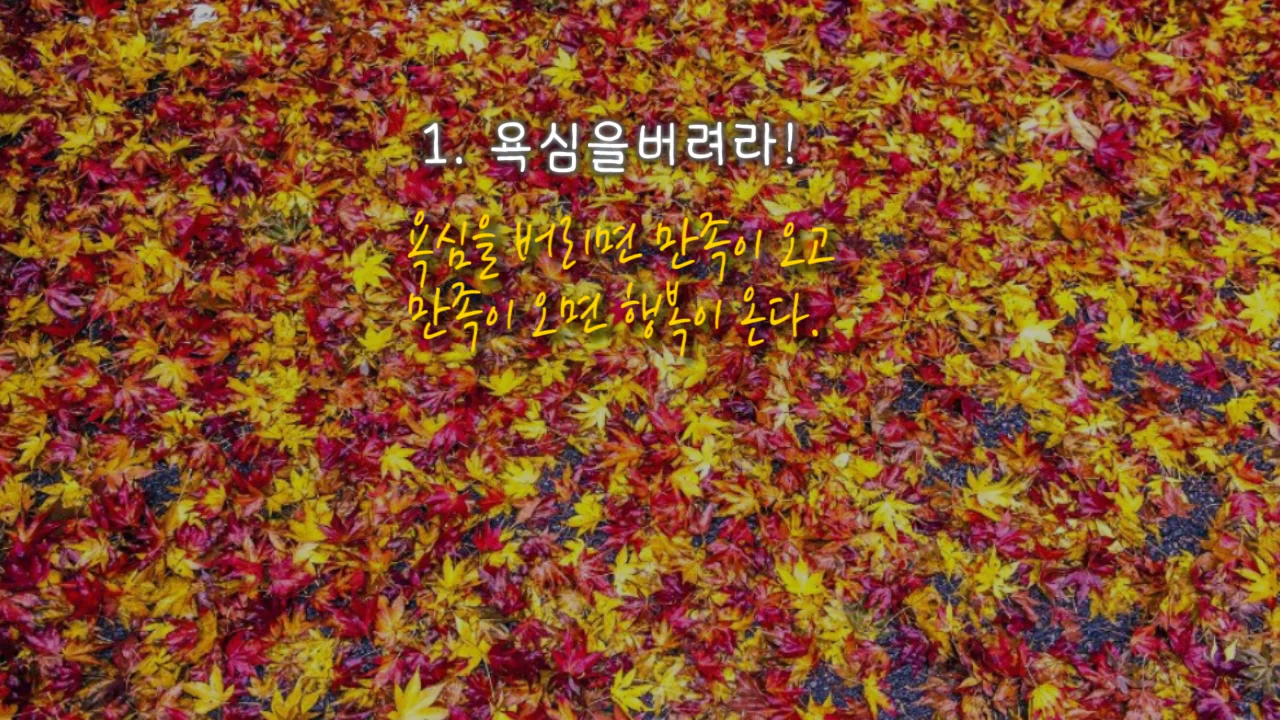 1. 욕심을버려라!
욕심을 버리면 만족이 오고
만족이 오면 행복이 온다.